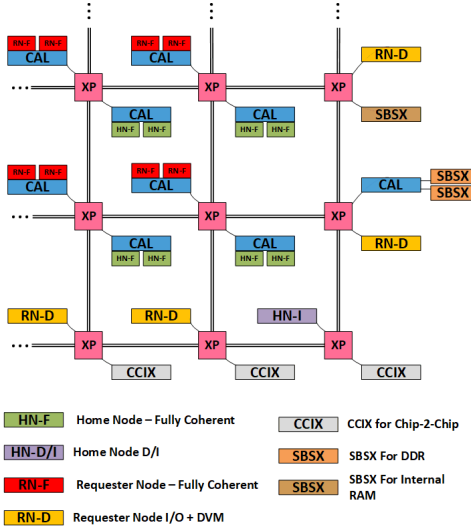 RN-F RN-F RN-F RN-F
CAL CAL RN-D
XP XP XP
CAL CAL SBSX
HN-F HN-F HN-F HN-F
RN-F RN-F RN-F RN-F
CAL CAL CAL SBSX
SBSX
XP XP XP
CAL CAL RN-D
HN-F HN-F HN-F HN-F
RN-D RN-D HN-I
XP XP XP
CCIX CCIX CCIX
HN-F Home Node – Fully Coherent
HN-D/I Home Node D/I
RN-F Requester Node – Fully Coherent
RN-D Requester Node I/O + DVM
CCIX CCIX for Chip-2-Chip
SBSX SBSX For DDR
SBSX SBSX For Internal
RAM